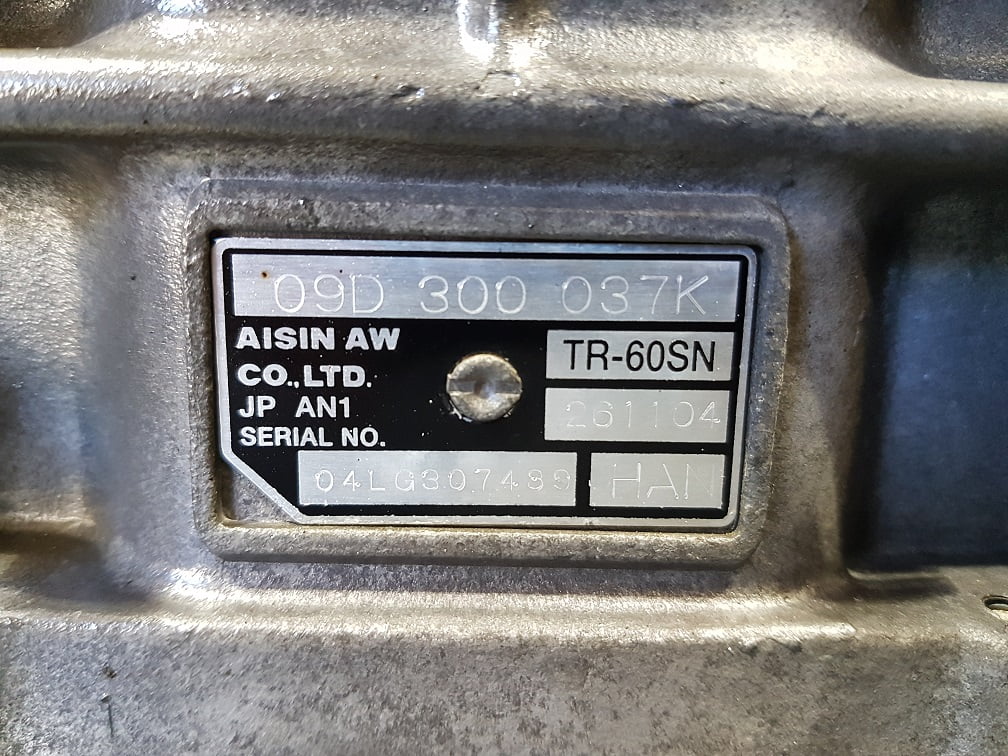 09D 300 037K
AISIN AW
CO.,LTD.
TR-60SN
JP AN1
261104
SERIAL NO.
04LG307489
HAN